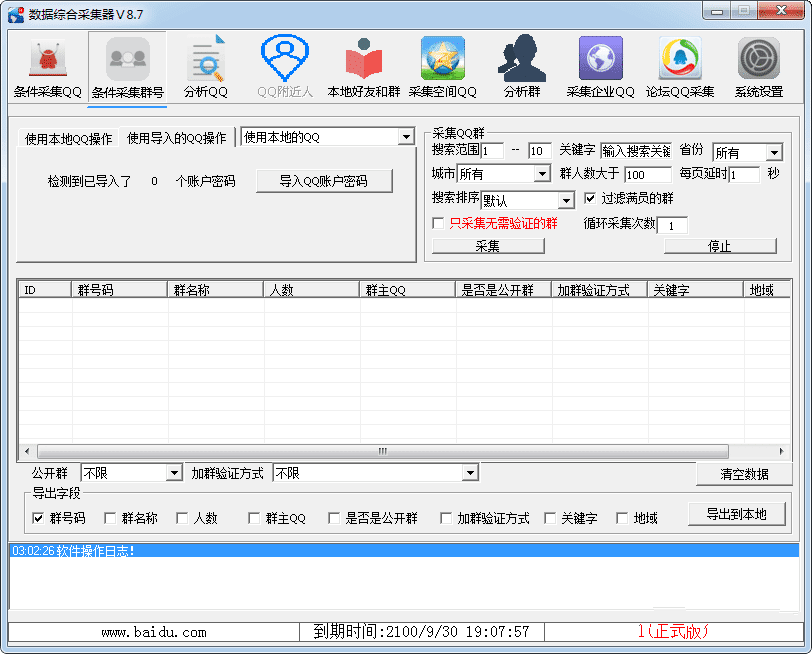 数据综合采集器V8.7
条件采集QQ 条件采集群号 分析QQ QQ附近人 本地好友和群 采集空间QQ 分析群 采集企业QQ 论坛QQ采集 系统设置
使用本地QQ操作 使用导入的QQ操作 使用本地的QQ
检测到已导入了 0 个账户密码 导入QQ账户密码
采集QQ群
搜索范围 1 -- 10 关键字 输入搜索关键 省份 所有
城市 所有 群人数大于 100 每页延时 1 秒
搜索排序 默认 过滤满员的群
只采集无需验证的群 循环采集次数 1
采集 停止
ID 群号码 群名称 人数 群主QQ 是否是公开群 加群验证方式 关键字 地域
公开群 不限 加群验证方式 不限 清空数据
导出字段
群号码 群名称 人数 群主QQ 是否是公开群 加群验证方式 关键字 地域 导出到本地
03:02:26 软件操作日志!
www.baidu.com 到期时间:2100/9/30 19:07:57 1(正式版)